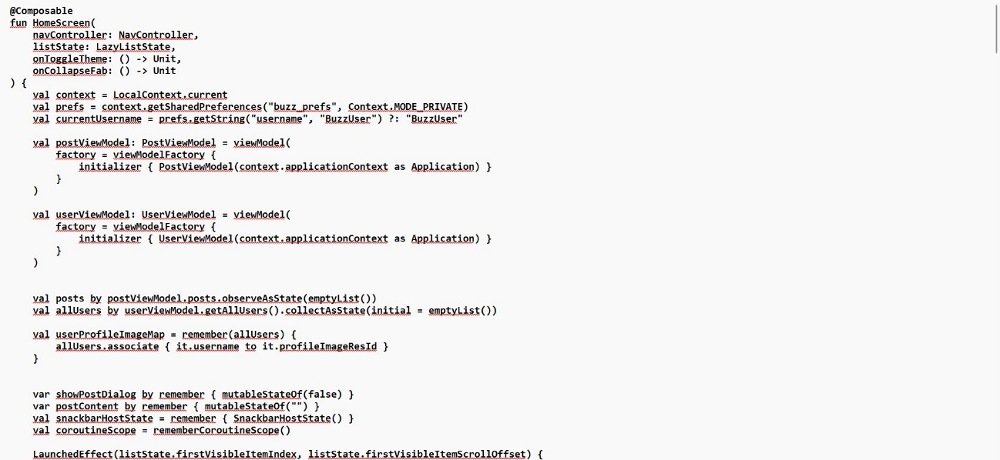 @Composable
fun HomeScreen(
    navController: NavController,
    listState: LazyListState,
    onToggleTheme: () -> Unit,
    onCollapseFab: () -> Unit
) {
    val context = LocalContext.current
    val prefs = context.getSharedPreferences("buzz_prefs", Context.MODE_PRIVATE)
    val currentUsername = prefs.getString("username", "BuzzUser") ?: "BuzzUser"

    val postViewModel: PostViewModel = viewModel(
        factory = viewModelFactory {
            initializer { PostViewModel(context.applicationContext as Application) }
        }
    )

    val userViewModel: UserViewModel = viewModel(
        factory = viewModelFactory {
            initializer { UserViewModel(context.applicationContext as Application) }
        }
    )


    val posts by postViewModel.posts.observeAsState(emptyList())
    val allUsers by userViewModel.getAllUsers().collectAsState(initial = emptyList())

    val userProfileImageMap = remember(allUsers) {
        allUsers.associate { it.username to it.profileImageResId }
    }


    var showPostDialog by remember { mutableStateOf(false) }
    var postContent by remember { mutableStateOf("") }
    val snackbarHostState = remember { SnackbarHostState() }
    val coroutineScope = rememberCoroutineScope()

    LaunchedEffect(listState.firstVisibleItemIndex, listState.firstVisibleItemScrollOffset) {